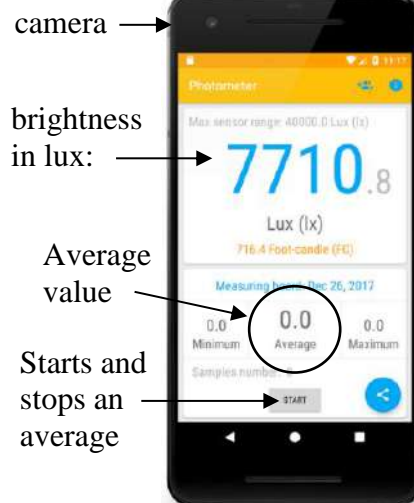 camera
11:17
Photometer
Max sensor range: 40000.0 Lux (lx)
brightness
in lux:
7710.8
Lux (lx)
716.4 Foot-candle (FC)
Average
value
Measuring board: Dec 26, 2017
0.0
Minimum
0.0
Average
0.0
Maximum
Starts and
stops an
average
Samples number:
START